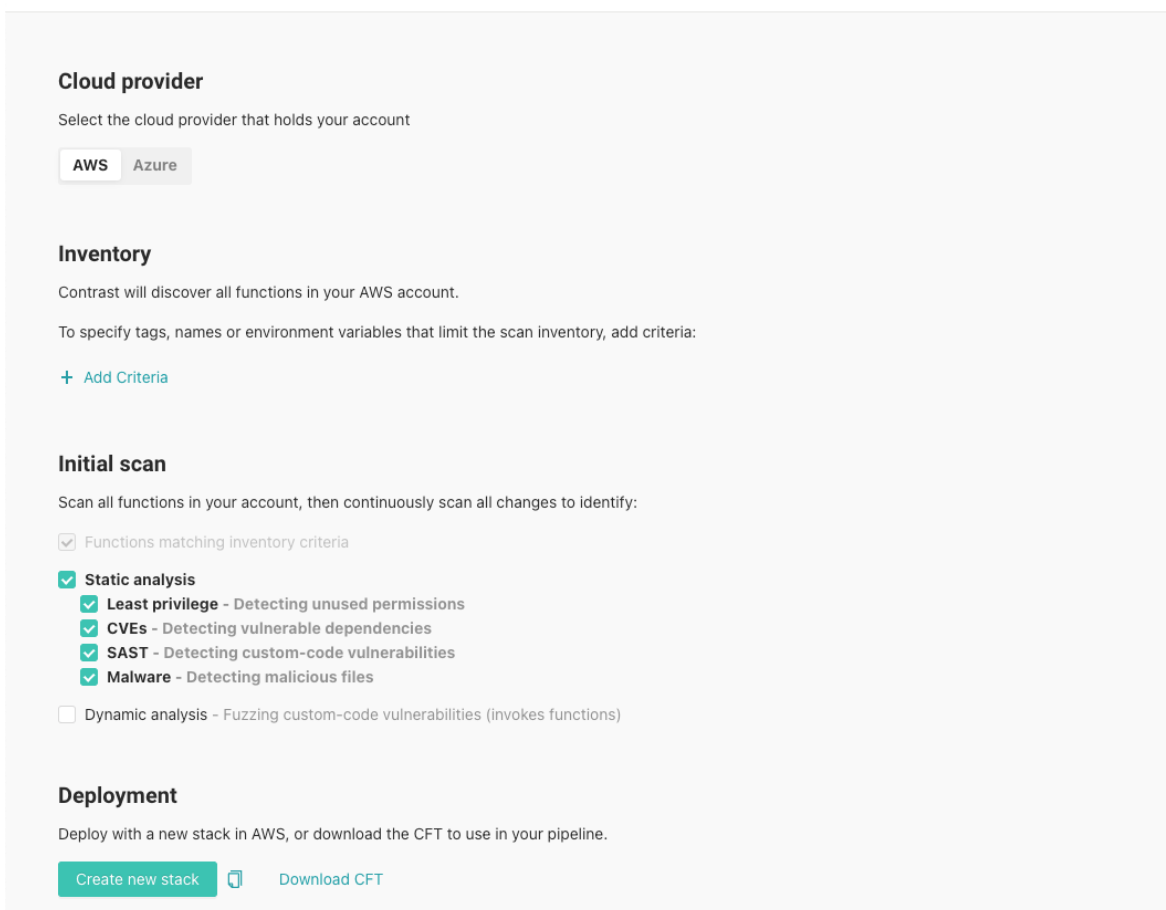 Cloud provider
Select the cloud provider that holds your account
AWS Azure
Inventory
Contrast will discover all functions in your AWS account.
To specify tags, names or environment variables that limit the scan inventory, add criteria:
+ Add Criteria
Initial scan
Scan all functions in your account, then continuously scan all changes to identify:
Functions matching inventory criteria
Static analysis
Least privilege - Detecting unused permissions
CVEs - Detecting vulnerable dependencies
SAST - Detecting custom-code vulnerabilities
Malware - Detecting malicious files
Dynamic analysis - Fuzzing custom-code vulnerabilities (invokes functions)
Deployment
Deploy with a new stack in AWS, or download the CFT to use in your pipeline.
Create new stack Download CFT